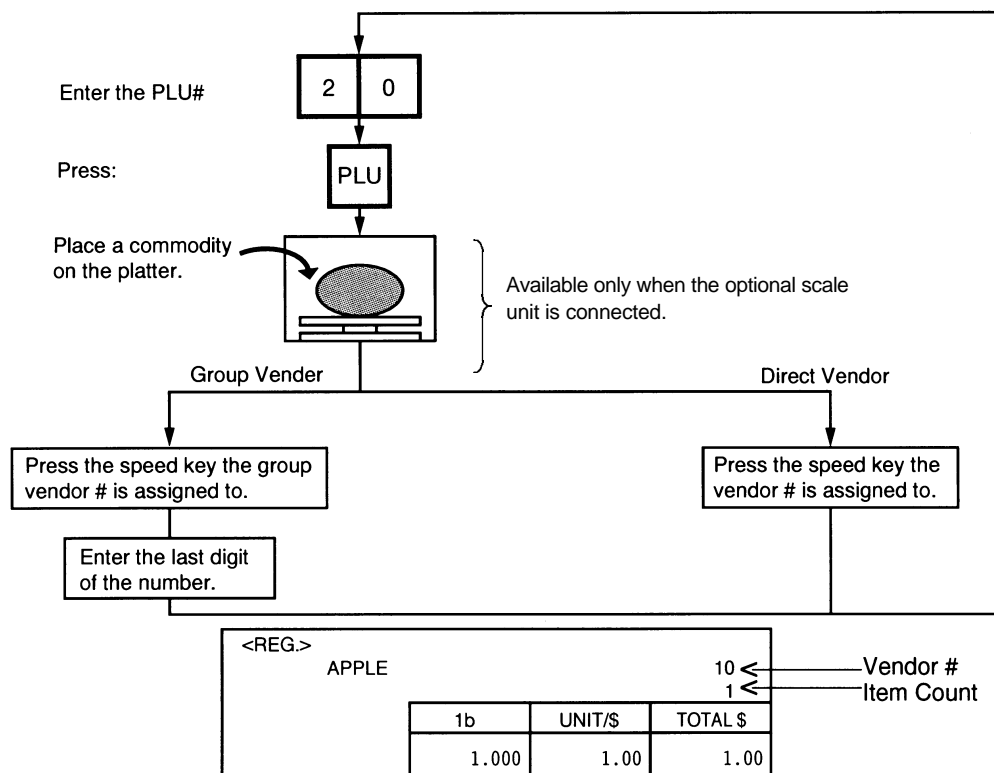 Enter the PLU#
2 0
Press:
PLU
Place a commodity
on the platter.
Available only when the optional scale
unit is connected.
Group Vender
Direct Vendor
Press the speed key the group
vendor # is assigned to.
Press the speed key the
vendor # is assigned to.
Enter the last digit
of the number.
<REG.>
APPLE
10
Vendor #
1
Item Count
1b UNIT/$ TOTAL $
1.000 1.00 1.00